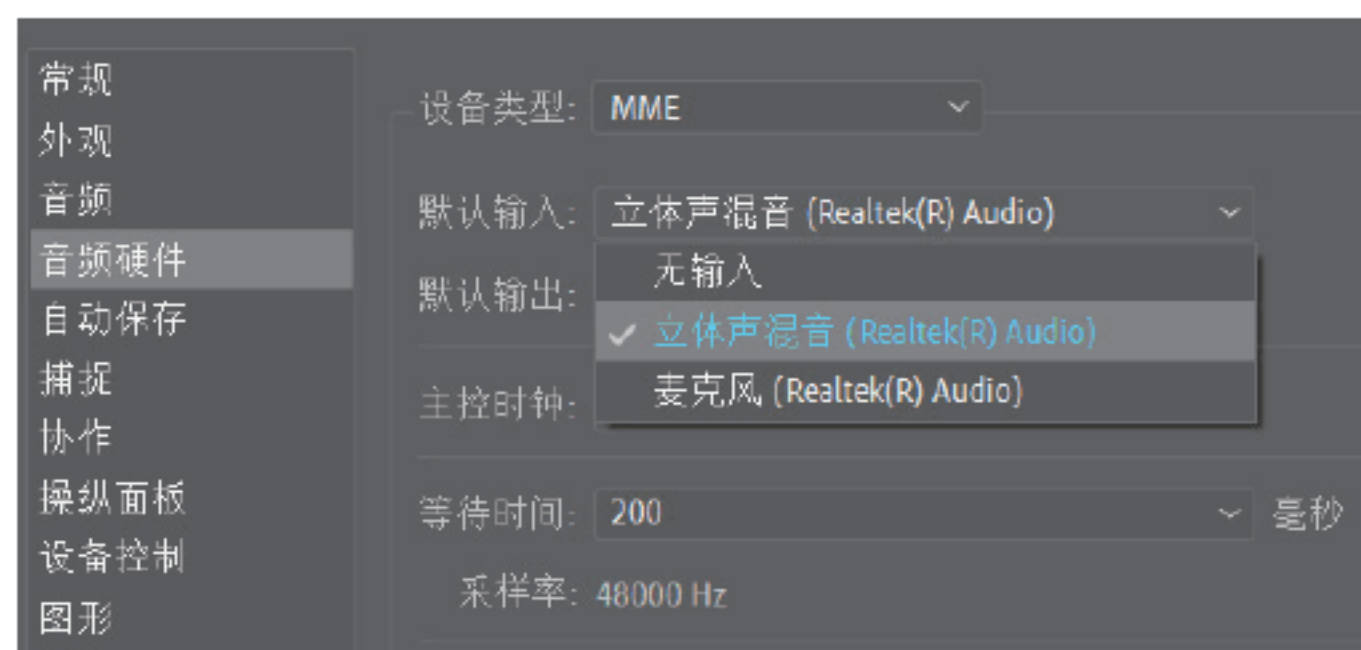 常规
外观
音频
音频硬件
自动保存
捕捉
协作
操纵面板
设备控制
图形
设备类型: MME
默认输入: 立体声混音 (Realtek(R) Audio)
无输入
立体声混音 (Realtek(R) Audio)
麦克风 (Realtek(R) Audio)
默认输出:
主控时钟:
等待时间: 200 毫秒
采样率: 48000 Hz